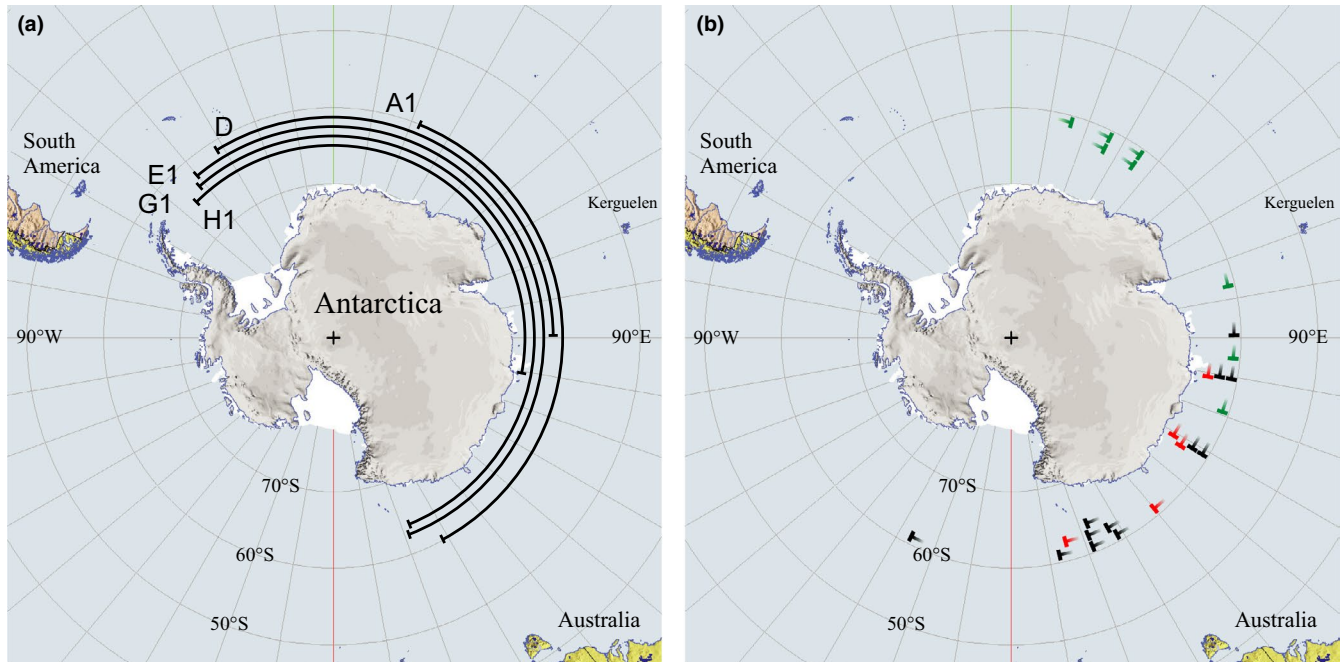 (a)
A1
D
South
America
E1
G1
H1
Kerguelen
Antarctica
90°W
90°E
70°S
60°S
50°S
Australia
(b)
South
America
Kerguelen
90°W
90°E
70°S
60°S
50°S
Australia